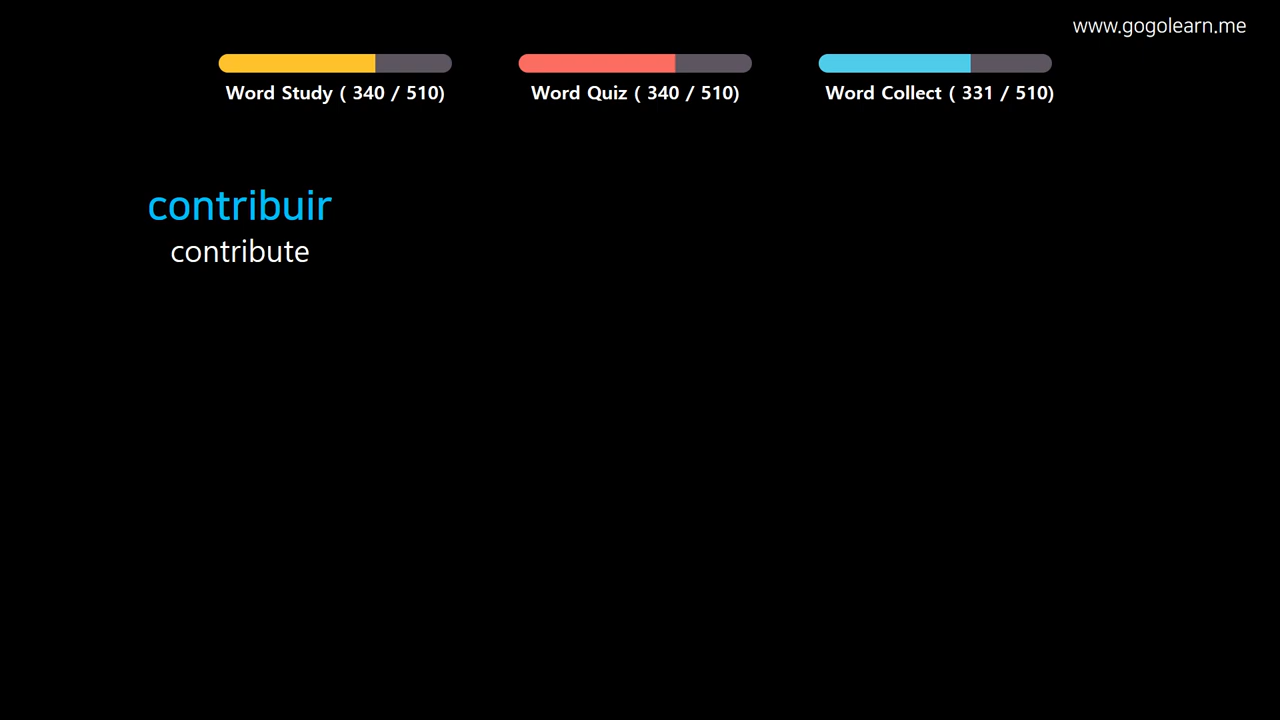 www.gogolearn.me
Word Study ( 340 / 510)
Word Quiz ( 340 / 510)
Word Collect ( 331 / 510)
contribuir
contribute